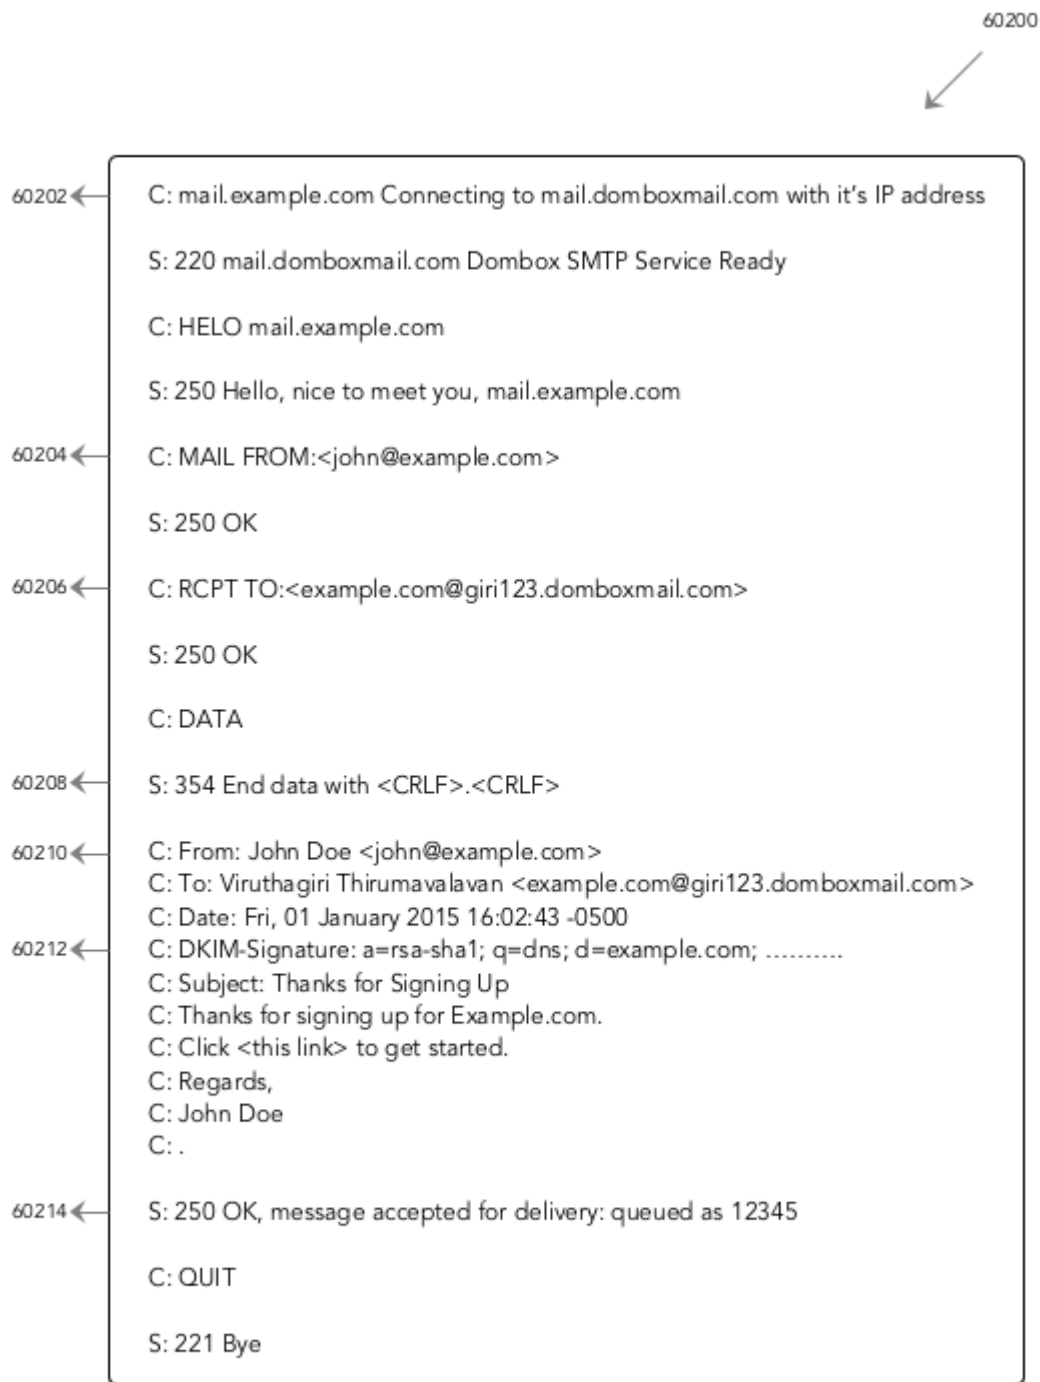 60200
60202 C: mail.example.com Connecting to mail.domboxmail.com with it's IP address
S: 220 mail.domboxmail.com Dombox SMTP Service Ready
C: HELO mail.example.com
S: 250 Hello, nice to meet you, mail.example.com
60204 C: MAIL FROM:<john@example.com>
S: 250 OK
60206 C: RCPT TO:<example.com@giri123.domboxmail.com>
S: 250 OK
C: DATA
60208 S: 354 End data with <CRLF>.<CRLF>
60210 C: From: John Doe <john@example.com>
C: To: Viruthagiri Thirumavalavan <example.com@giri123.domboxmail.com>
C: Date: Fri, 01 January 2015 16:02:43 -0500
60212 C: DKIM-Signature: a=rsa-sha1; q=dns; d=example.com; ..........
C: Subject: Thanks for Signing Up
C: Thanks for signing up for Example.com.
C: Click <this link> to get started.
C: Regards,
C: John Doe
C: .
60214 S: 250 OK, message accepted for delivery: queued as 12345
C: QUIT
S: 221 Bye